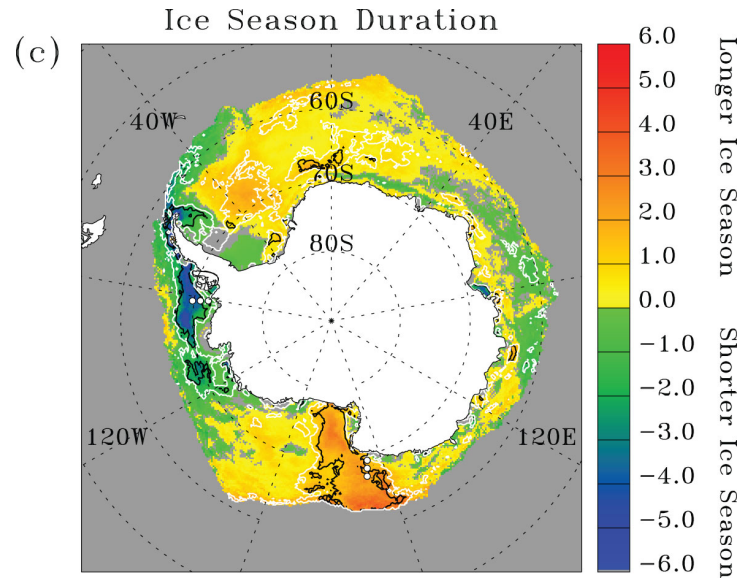 Ice Season Duration
(c)
60S
40W
40E
70S
80S
120W
120E
6.0
5.0
4.0
3.0
2.0
1.0
0.0
−1.0
−2.0
−3.0
−4.0
−5.0
−6.0
Longer Ice Season
Shorter Ice Season